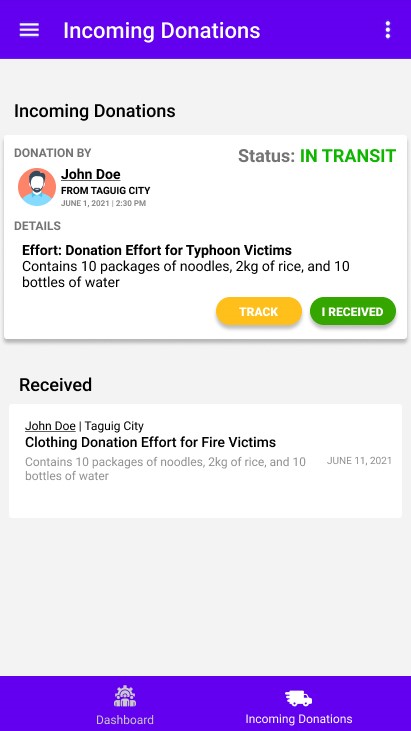 Incoming Donations
Incoming Donations
DONATION BY
Status: IN TRANSIT
John Doe
FROM TAGUIG CITY
JUNE 1, 2021 | 2:30 PM
DETAILS
Effort: Donation Effort for Typhoon Victims
Contains 10 packages of noodles, 2kg of rice, and 10
bottles of water
TRACK
I RECEIVED
Received
John Doe | Taguig City
Clothing Donation Effort for Fire Victims
Contains 10 packages of noodles, 2kg of rice, and 10
bottles of water
JUNE 11, 2021
Dashboard
Incoming Donations